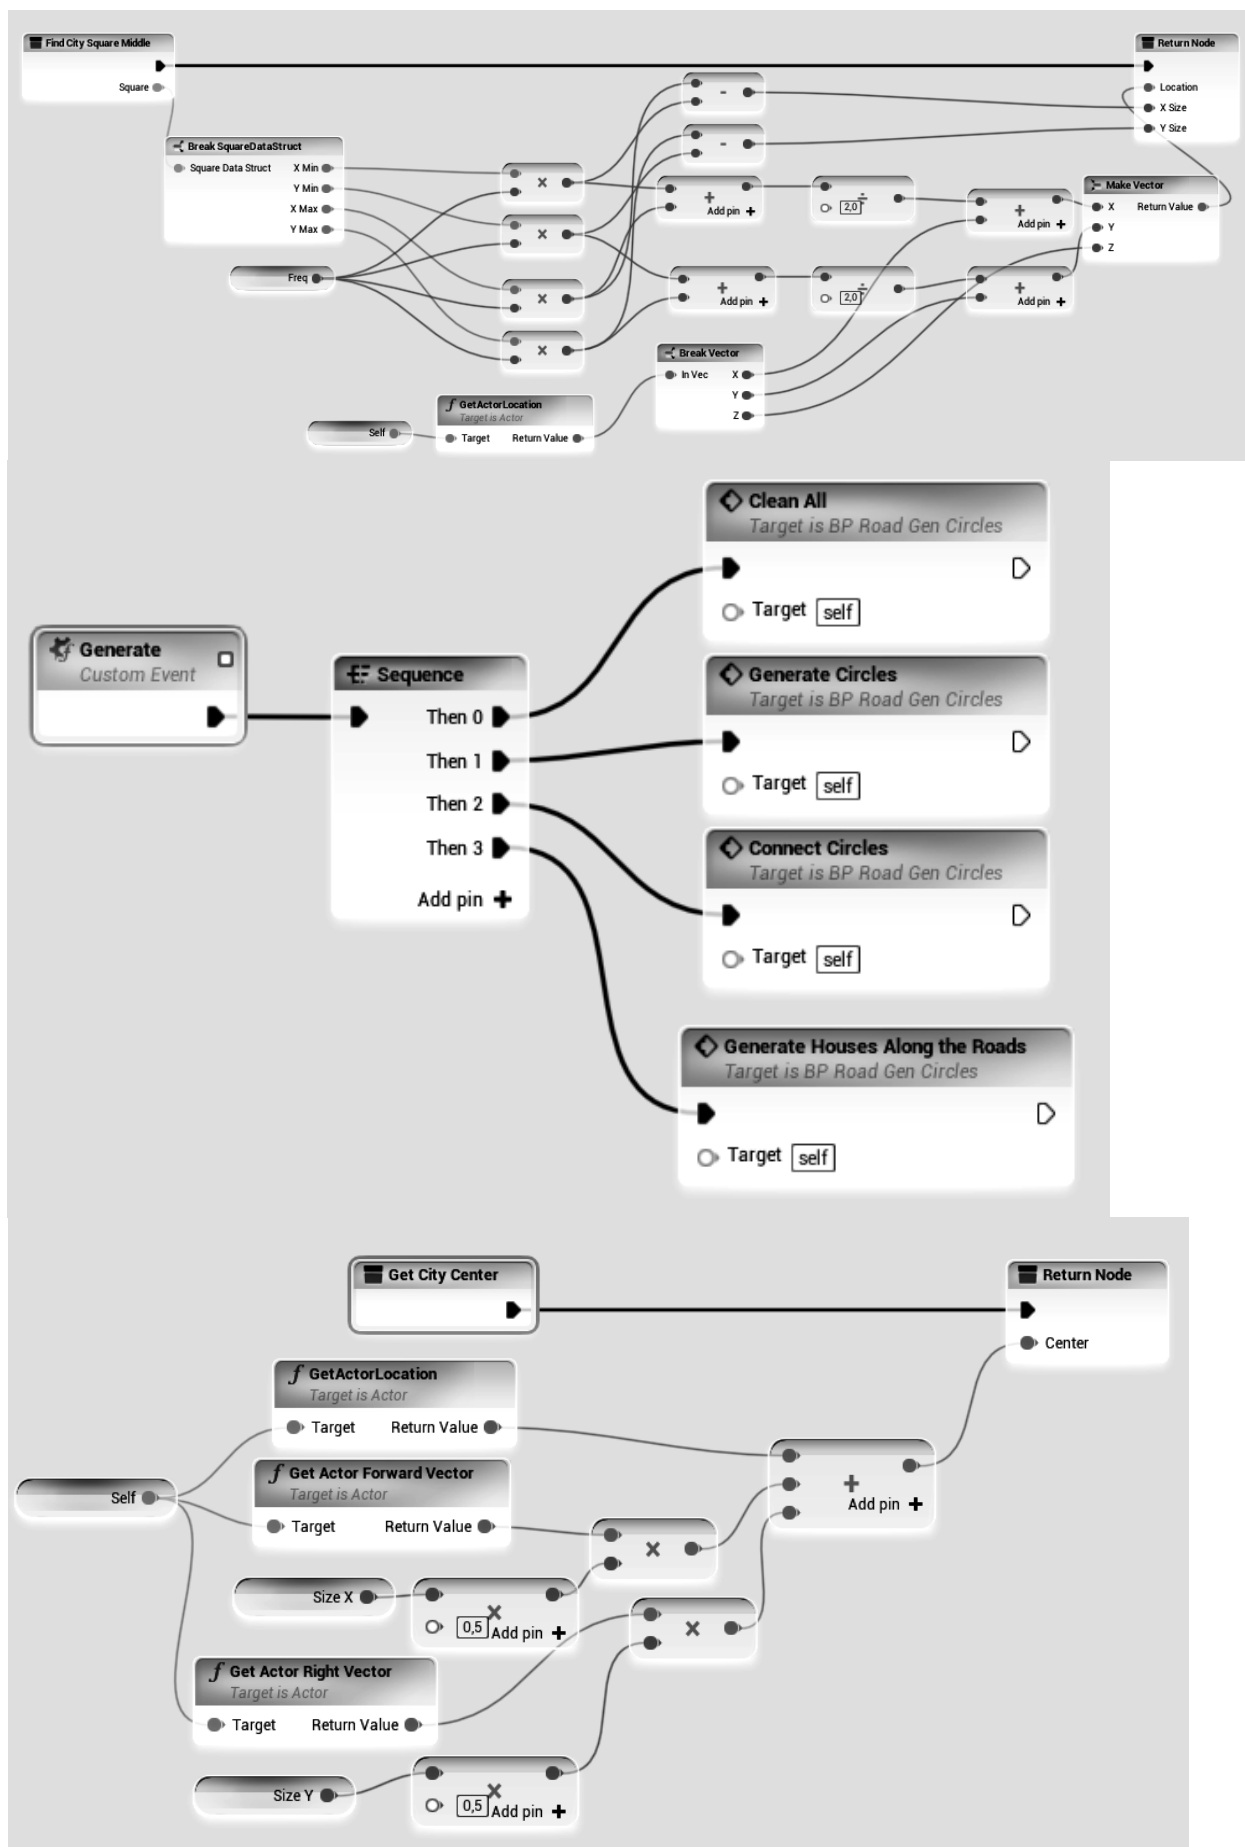 Find City Square Middle
Square
Return Node
Location
X Size
Y Size
Break SquareDataStruct
Square Data Struct X Min
Y Min
X Max
Y Max
Freq
×
×
×
×
-
-
+
Add pin +
÷
2,0
+
Add pin +
+
Add pin +
÷
2,0
+
Add pin +
Make Vector
X Return Value
Y
Z
Break Vector
In Vec X
Y
Z
f GetActorLocation
Target is Actor
Target Return Value
Self
Generate
Custom Event
Sequence
Then 0
Then 1
Then 2
Then 3
Add pin +
Clean All
Target is BP Road Gen Circles
Target self
Generate Circles
Target is BP Road Gen Circles
Target self
Connect Circles
Target is BP Road Gen Circles
Target self
Generate Houses Along the Roads
Target is BP Road Gen Circles
Target self
Get City Center
Return Node
Center
f GetActorLocation
Target is Actor
Target Return Value
f Get Actor Forward Vector
Target is Actor
Target Return Value
Self
+
Add pin +
×
Size X
×
0,5 Add pin +
×
f Get Actor Right Vector
Target is Actor
Target Return Value
Size Y
×
0,5 Add pin +